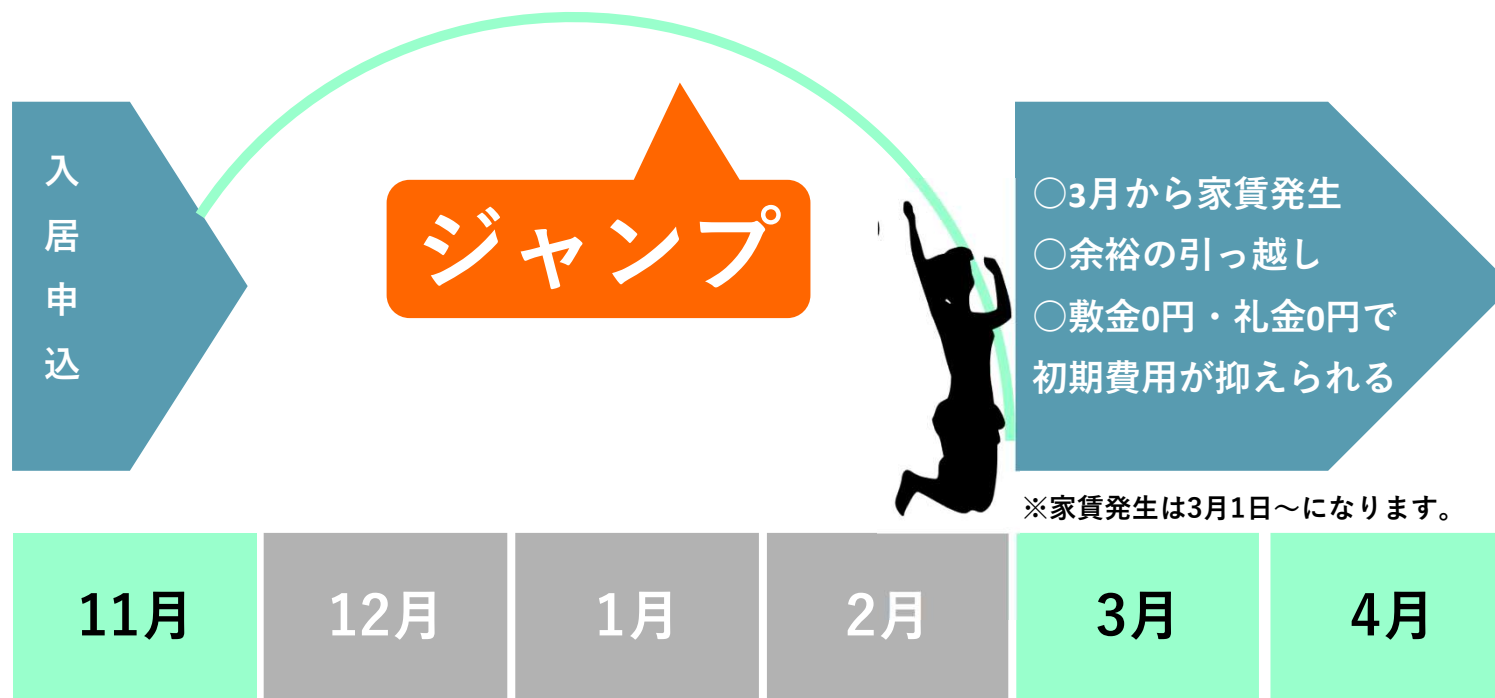 入居申込
ジャンプ
○3月から家賃発生
○余裕の引っ越し
○敷金0円・礼金0円で
初期費用が抑えられる
※家賃発生は3月1日～になります。
11月
12月
1月
2月
3月
4月